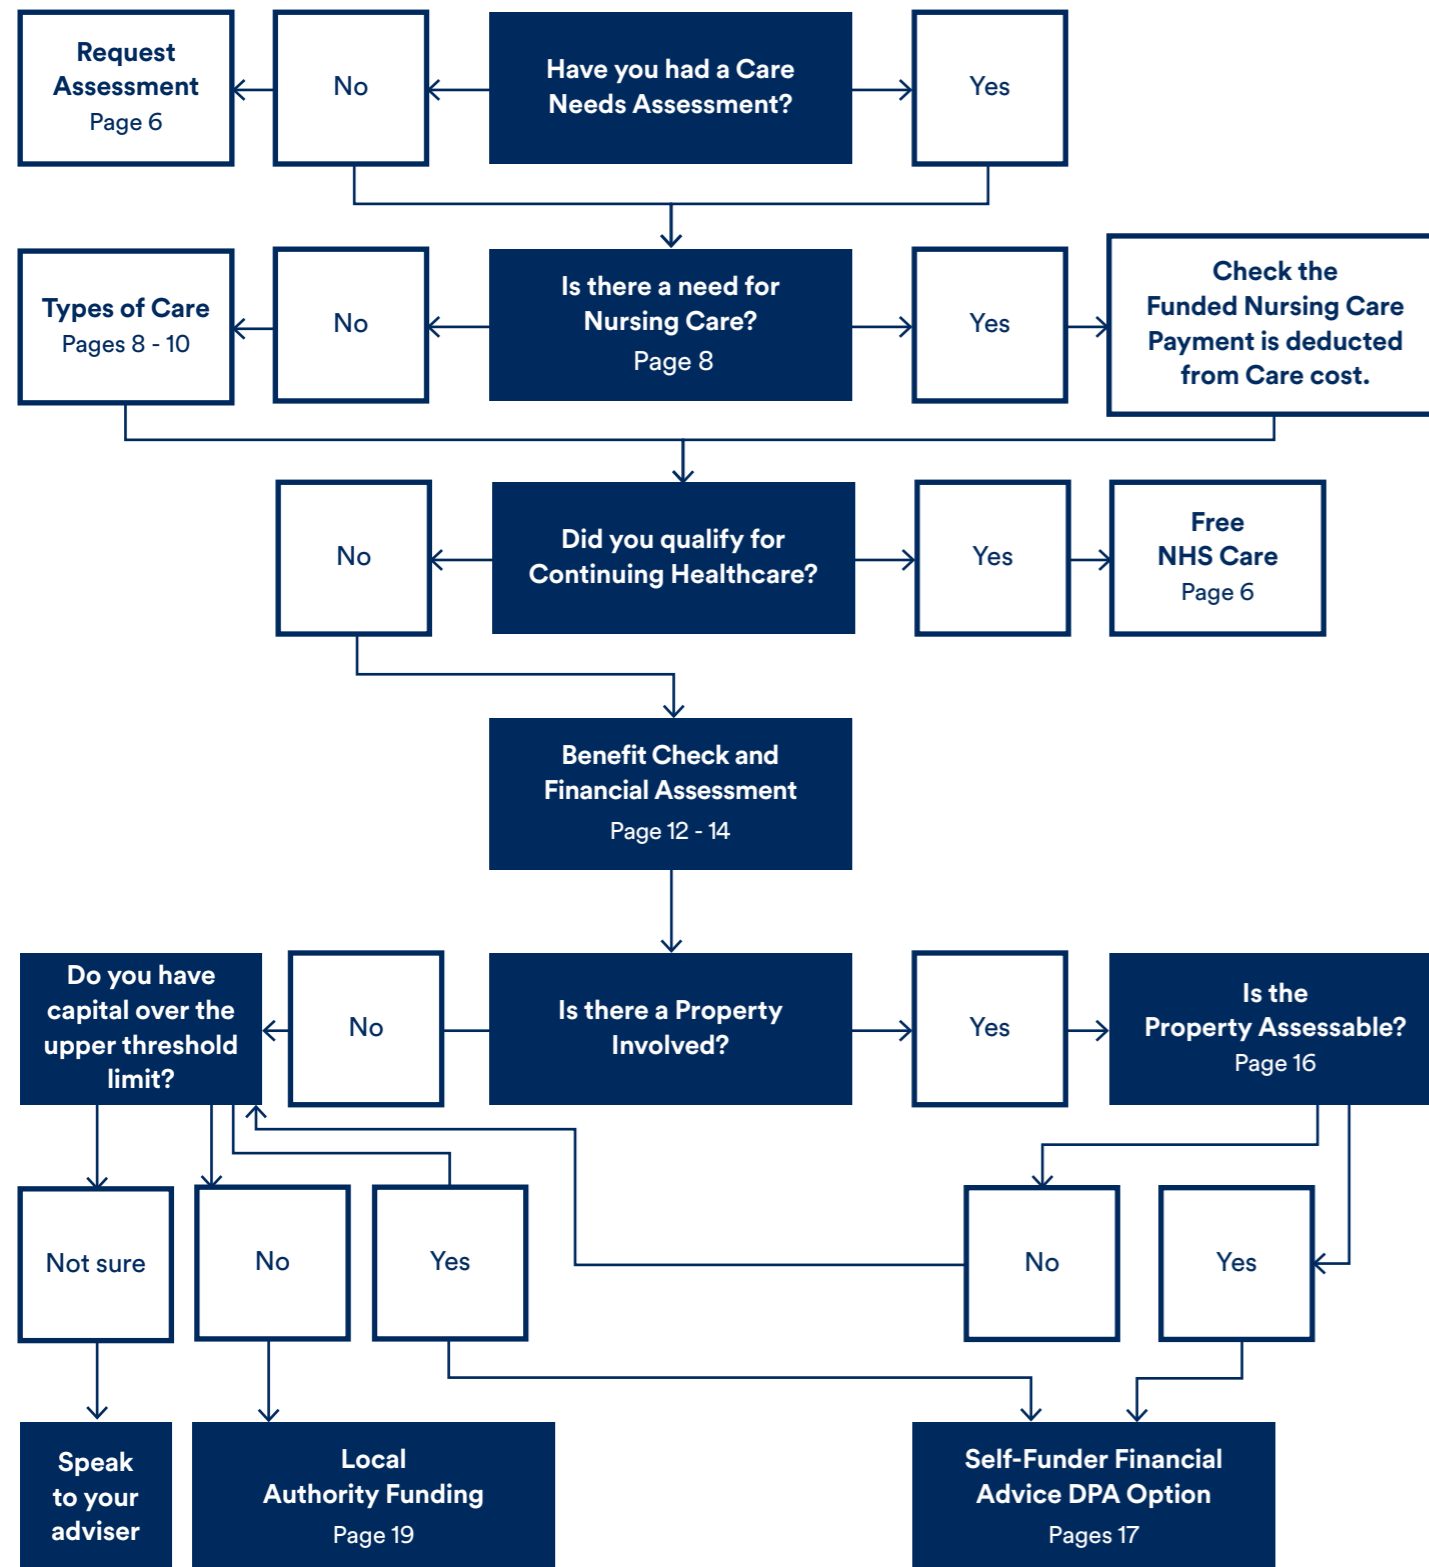 Request
Assessment
Page 6
No
Have you had a Care
Needs Assessment?
Yes
Types of Care
Pages 8 - 10
No
Is there a need for
Nursing Care?
Page 8
Yes
Check the
Funded Nursing Care
Payment is deducted
from Care cost.
No
Did you qualify for
Continuing Healthcare?
Yes
Free
NHS Care
Page 6
Benefit Check and
Financial Assessment
Page 12 - 14
Do you have
capital over the
upper threshold
limit?
No
Is there a Property
Involved?
Yes
Is the
Property Assessable?
Page 16
Not sure
No
Yes
No
Yes
Speak
to your
adviser
Local
Authority Funding
Page 19
Self-Funder Financial
Advice DPA Option
Pages 17